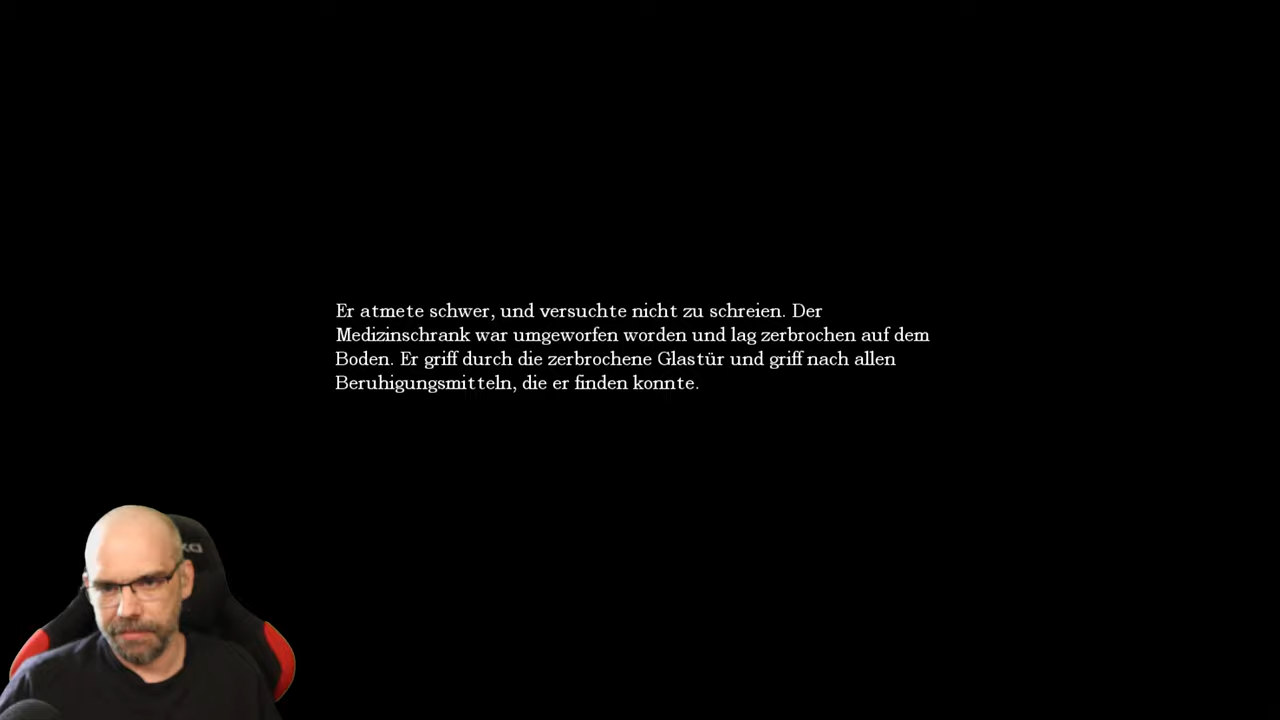 Er atmete schwer, und versuchte nicht zu schreien. Der
Medizinschrank war umgeworfen worden und lag zerbrochen auf dem
Boden. Er griff durch die zerbrochene Glastür und griff nach allen
Beruhigungsmitteln, die er finden konnte.